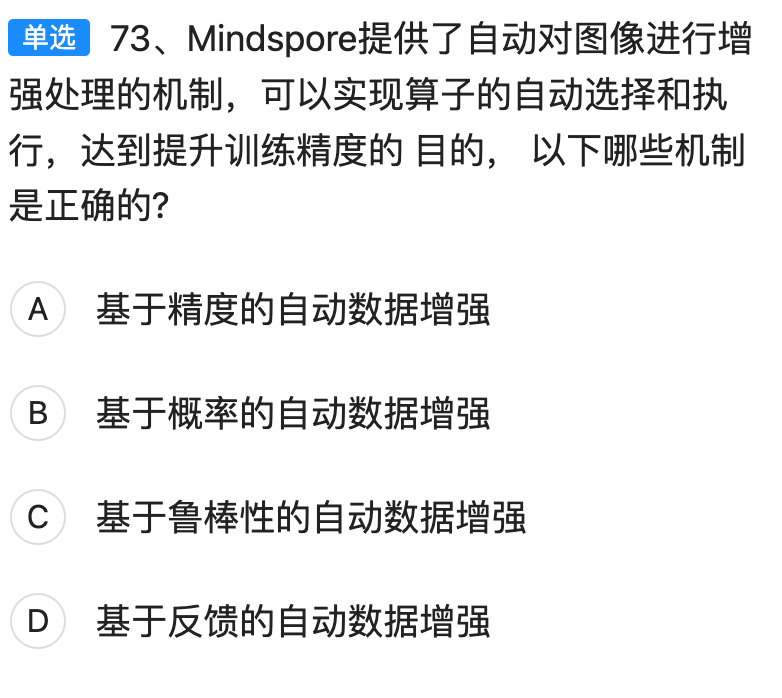 单选 73、Mindspore提供了自动对图像进行增
强处理的机制，可以实现算子的自动选择和执
行，达到提升训练精度的 目的， 以下哪些机制
是正确的?
A 基于精度的自动数据增强
B 基于概率的自动数据增强
C 基于鲁棒性的自动数据增强
D 基于反馈的自动数据增强